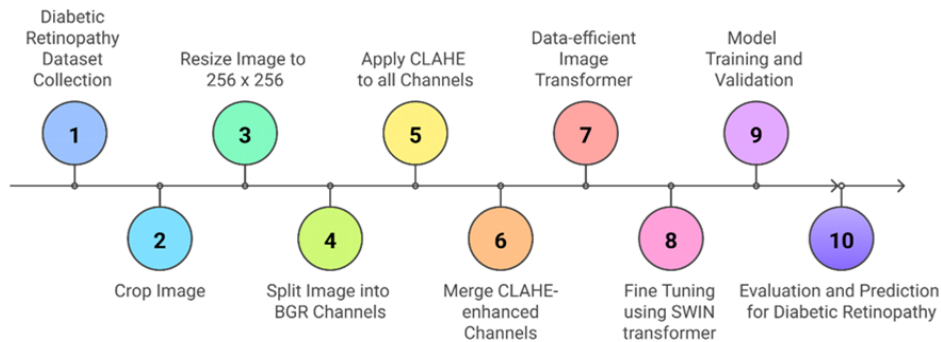 Diabetic
Retinopathy
Dataset
Collection
1
Crop Image
2
Resize Image to
256 x 256
3
Split Image into
BGR Channels
4
Apply CLAHE
to all Channels
5
Merge CLAHE-
enhanced
Channels
6
Data-efficient
Image
Transformer
7
Fine Tuning
using SWIN
transformer
8
Model
Training and
Validation
9
Evaluation and Prediction
for Diabetic Retinopathy
10